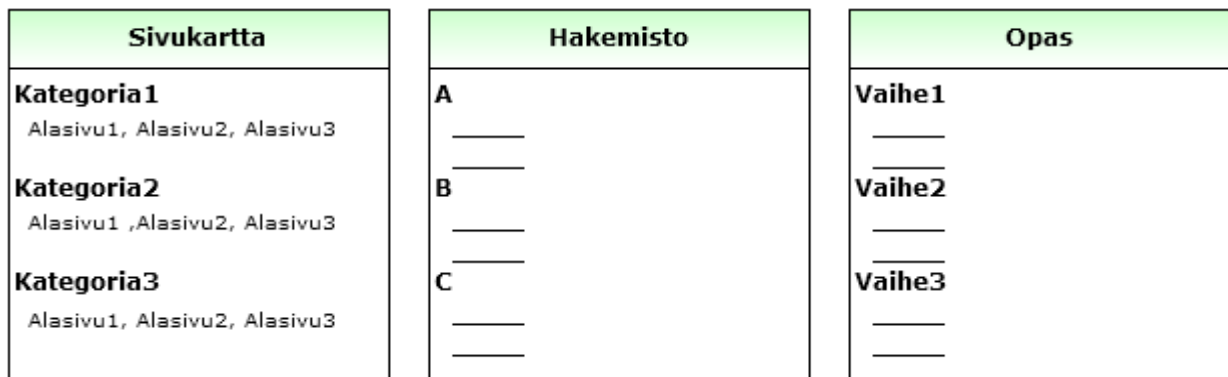 Sivukartta
Kategoria1
Alasivu1, Alasivu2, Alasivu3
Kategoria2
Alasivu1 ,Alasivu2, Alasivu3
Kategoria3
Alasivu1, Alasivu2, Alasivu3
Hakemisto
A
B
C
Opas
Vaihe1
Vaihe2
Vaihe3